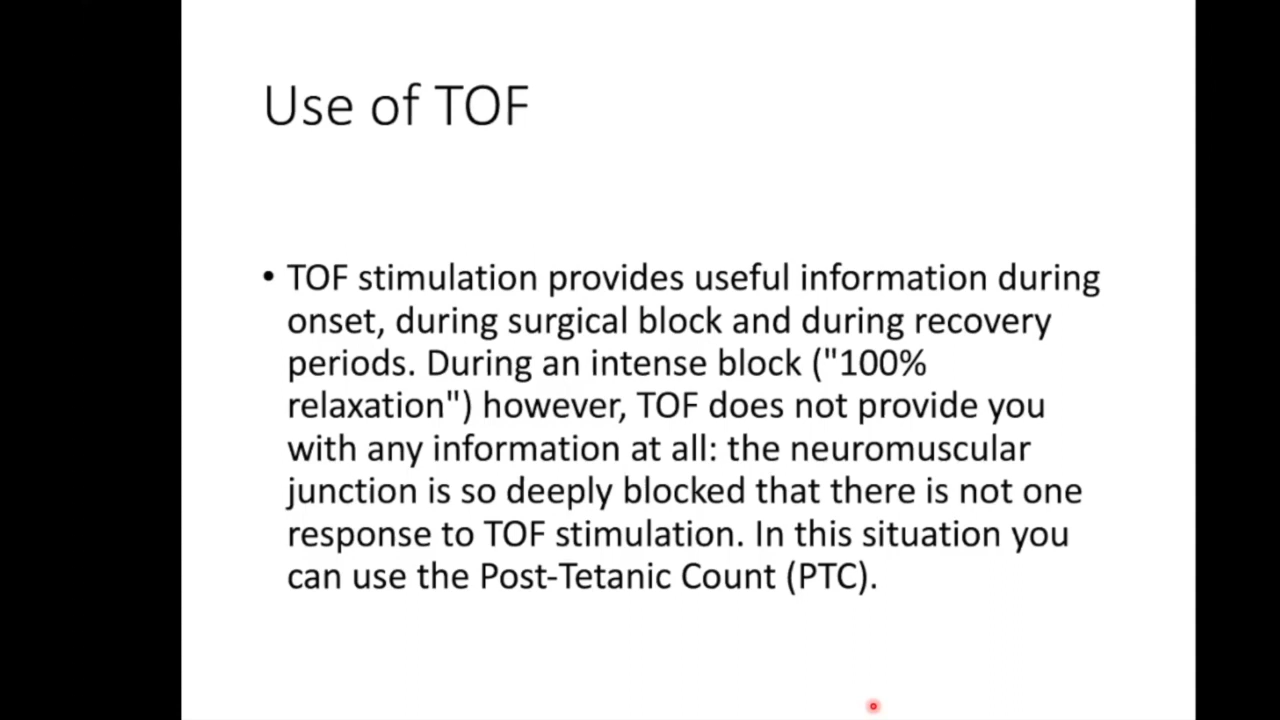 Use of TOF
• TOF stimulation provides useful information during
onset, during surgical block and during recovery
periods. During an intense block ("100%
relaxation") however, TOF does not provide you
with any information at all: the neuromuscular
junction is so deeply blocked that there is not one
response to TOF stimulation. In this situation you
can use the Post-Tetanic Count (PTC).